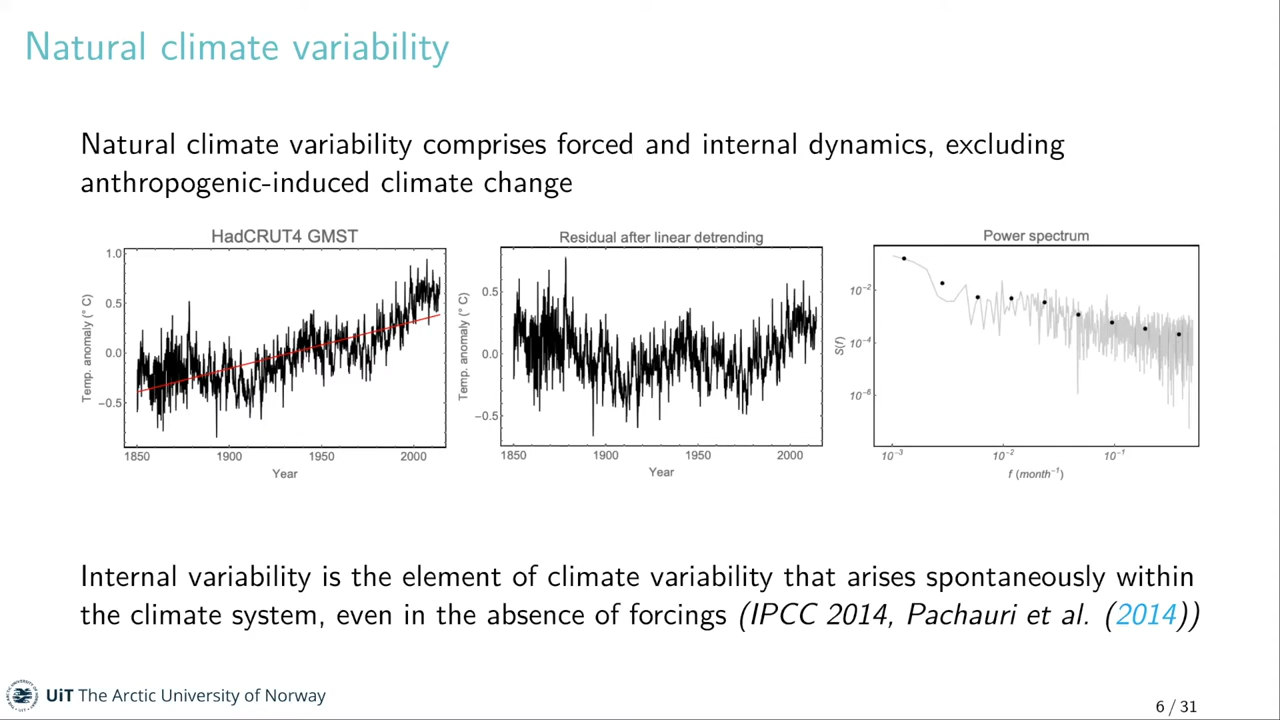 Natural climate variability
Natural climate variability comprises forced and internal dynamics, excluding
anthropogenic-induced climate change
HadCRUT4 GMST
1.0
0.5
0.0
−0.5
Temp. anomaly (° C)
1850 1900 1950 2000
Year
Residual after linear detrending
0.5
0.0
−0.5
Temp. anomaly (° C)
1850 1900 1950 2000
Year
Power spectrum
10⁻²
10⁻⁴
10⁻⁶
S(f)
10⁻³ 10⁻² 10⁻¹
f (month⁻¹)
Internal variability is the element of climate variability that arises spontaneously within
the climate system, even in the absence of forcings (IPCC 2014, Pachauri et al. (2014))
UiT The Arctic University of Norway
6 / 31